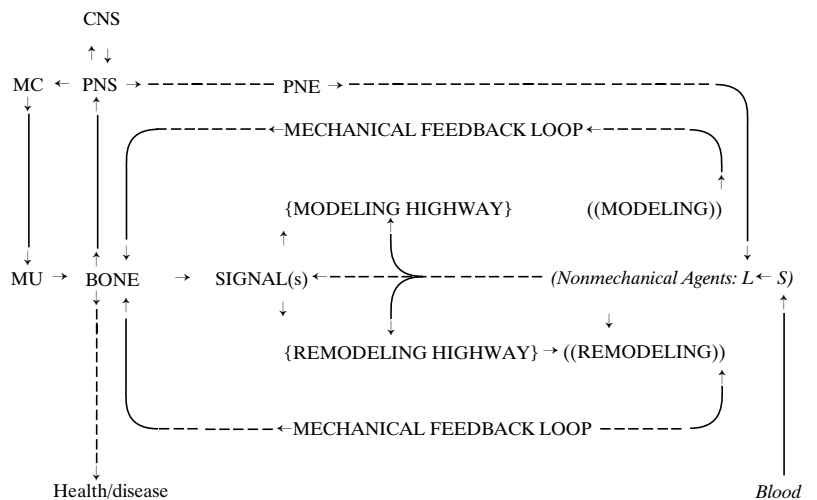 CNS
↑ ↓
MC ← PNS → PNE →
←MECHANICAL FEEDBACK LOOP←
{MODELING HIGHWAY} ((MODELING))
MU → BONE → SIGNAL(s)← (Nonmechanical Agents: L← S)
{REMODELING HIGHWAY}→((REMODELING))
←MECHANICAL FEEDBACK LOOP
Health/disease Blood